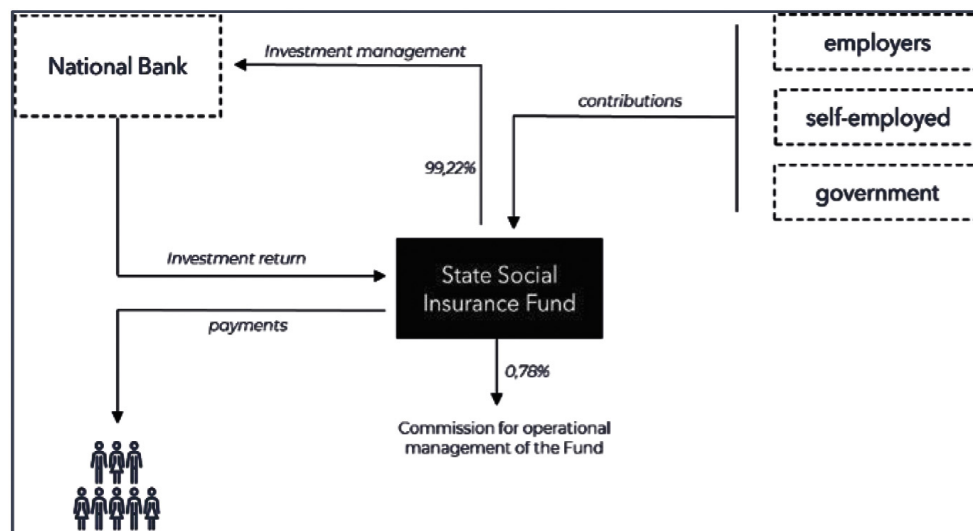 National Bank
Investment management
employers
contributions
self-employed
99,22%
government
Investment return
State Social
Insurance Fund
payments
0,78%
Commission for operational
management of the Fund